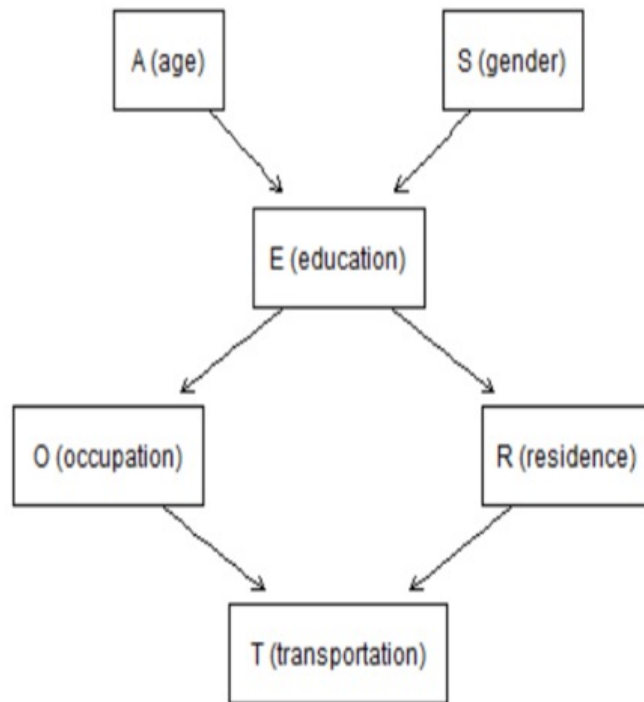 A (age)
S (gender)
E (education)
O (occupation)
R (residence)
T (transportation)